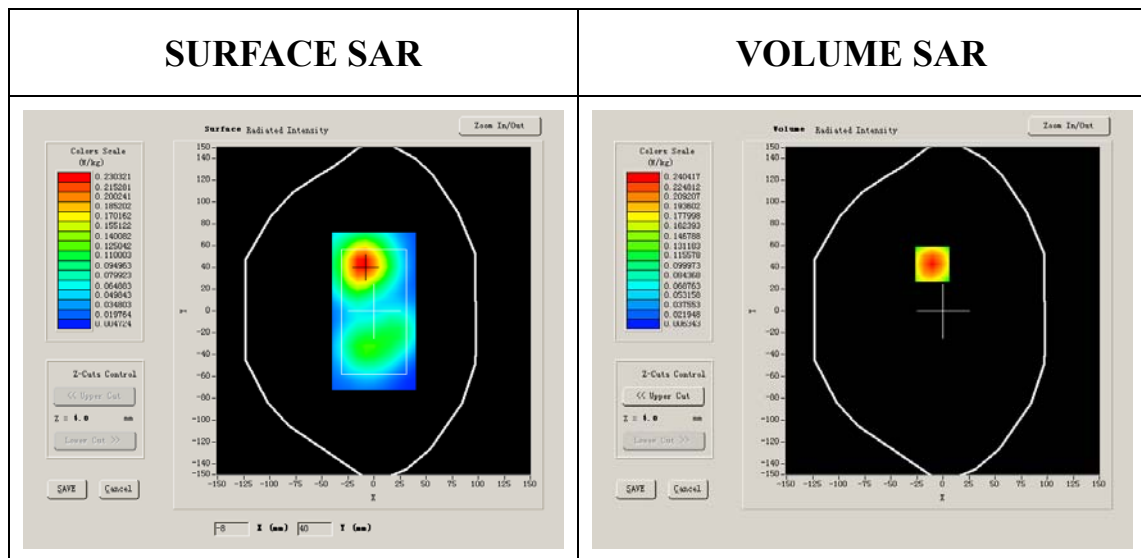 SURFACE SAR
VOLUME SAR
Surface Radiated Intensity
Zoom In/Out
Colors Scale
(W/kg)
0.230321
0.215281
0.200241
0.185202
0.170162
0.155122
0.140082
0.125042
0.110003
0.094963
0.079923
0.064883
0.049843
0.034803
0.019764
0.004724
150
140
120
100
80
60
40
20
0
-20
-40
-60
-80
-100
-120
-140
-150
Y
-150 -125 -100 -75 -50 -25 0 25 50 75 100 125 150
X
Z-Cuts Control
<< Upper Cut
Z = 4.0 mm
Lower Cut >>
SAVE Cancel
-8 X (mm) 40 Y (mm)
Volume Radiated Intensity
Zoom In/Out
Colors Scale
(W/kg)
0.240417
0.224812
0.209207
0.193602
0.177998
0.162393
0.146788
0.131183
0.115578
0.099973
0.084368
0.068763
0.053158
0.037553
0.021948
0.006343
150
140
120
100
80
60
40
20
0
-20
-40
-60
-80
-100
-120
-140
-150
Y
-150 -125 -100 -75 -50 -25 0 25 50 75 100 125 150
X
Z-Cuts Control
<< Upper Cut
Z = 4.0 mm
Lower Cut >>
SAVE Cancel